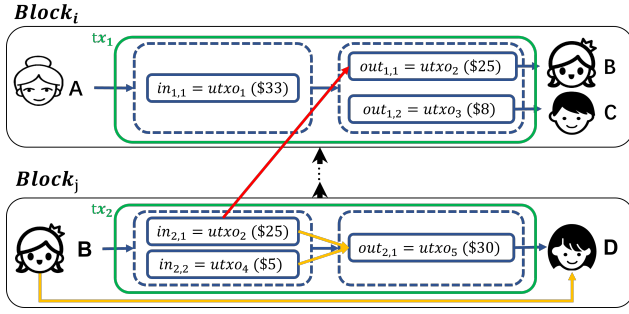 Block_i
tx_1
A
in_{1,1} = utxo_1 ($33)
out_{1,1} = utxo_2 ($25)
B
out_{1,2} = utxo_3 ($8)
C
Block_j
tx_2
B
in_{2,1} = utxo_2 ($25)
in_{2,2} = utxo_4 ($5)
out_{2,1} = utxo_5 ($30)
D